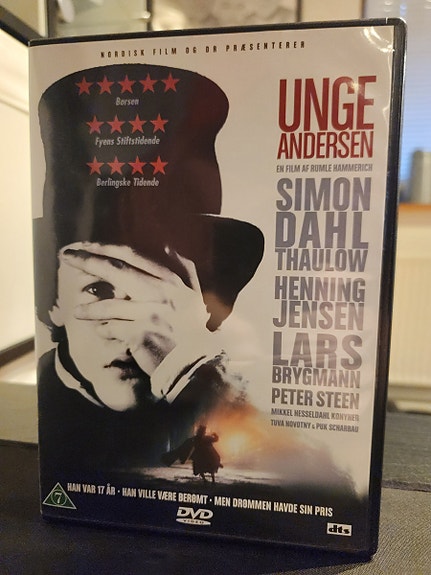 NORDISK FILM OG DR PRÆSENTERER
Børsen
Fyens Stiftstidende
Berlingske Tidende
UNGE
ANDERSEN
EN FILM AF RUMLE HAMMERICH
SIMON
DAHL
THAULOW
HENNING
JENSEN
LARS
BRYGMANN
PETER STEEN
MIKKEL HESSELDAHL KONYHER
TUVA NOVOTNY & PUK SCHARBAU
HAN VAR 17 ÅR · HAN VILLE VÆRE BERØMT · MEN DRØMMEN HAVDE SIN PRIS
7
DVD
VIDEO
dts